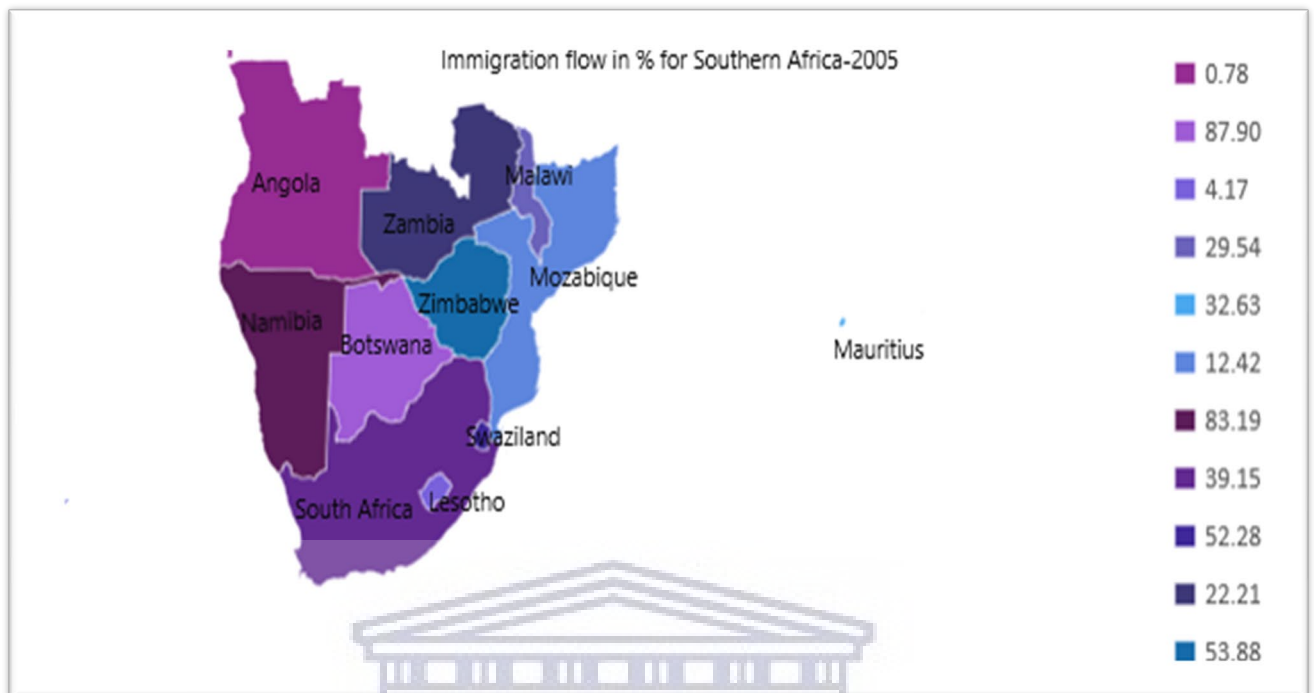 Immigration flow in % for Southern Africa-2005
Angola
Zambia
Malawi
Mozabique
Zimbabwe
Namibia
Botswana
Mauritius
Swaziland
South Africa
Lesotho
0.78
87.90
4.17
29.54
32.63
12.42
83.19
39.15
52.28
22.21
53.88